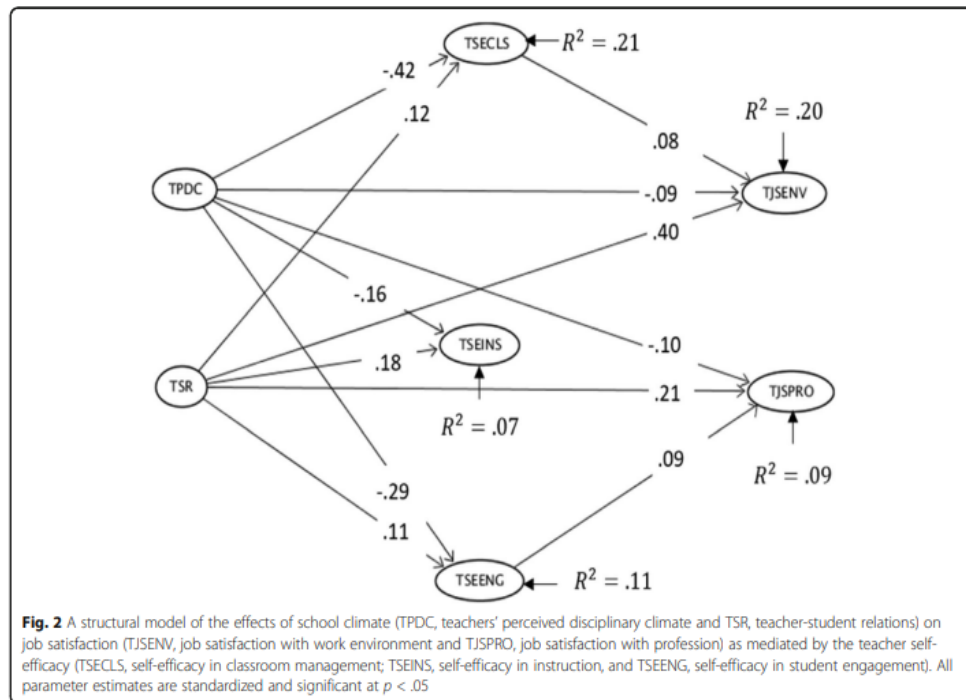 TSECLS
R² = .21
-.42
.12
R² = .20
.08
TPDC
-.09
TJSENV
.40
-.16
TSEINS
-.10
.18
TSR
.21
TJSPRO
R² = .07
.09
R² = .09
-.29
.11
TSEENG
R² = .11
Fig. 2 A structural model of the effects of school climate (TPDC, teachers' perceived disciplinary climate and TSR, teacher-student relations) on
job satisfaction (TJSENV, job satisfaction with work environment and TJSPRO, job satisfaction with profession) as mediated by the teacher self-
efficacy (TSECLS, self-efficacy in classroom management; TSEINS, self-efficacy in instruction, and TSEENG, self-efficacy in student engagement). All
parameter estimates are standardized and significant at p < .05